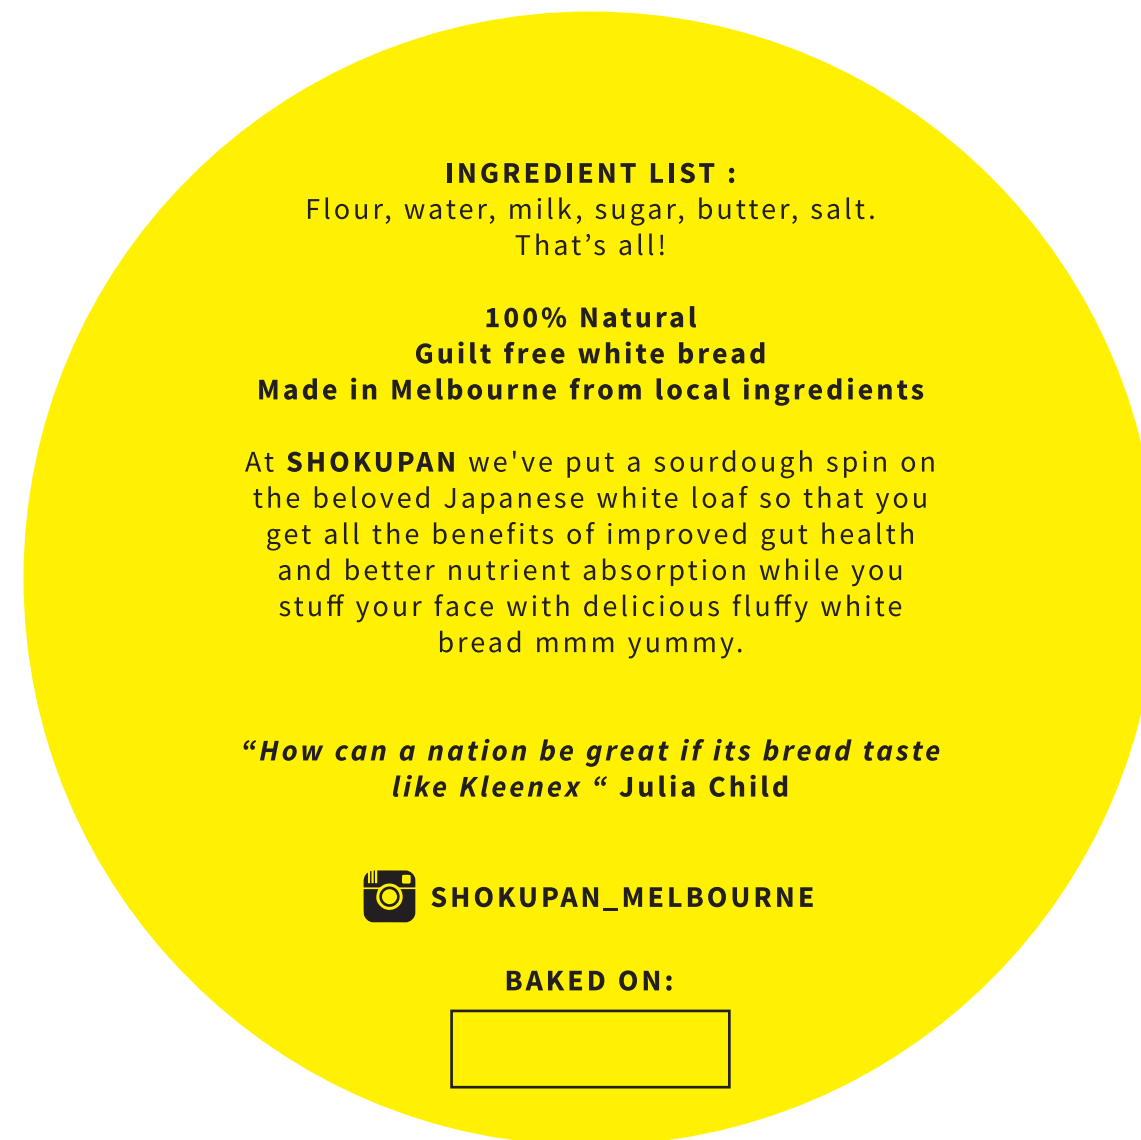 INGREDIENT LIST :
Flour, water, milk, sugar, butter, salt.
That’s all!
100% Natural
Guilt free white bread
Made in Melbourne from local ingredients
At SHOKUPAN we've put a sourdough spin on
the beloved Japanese white loaf so that you
get all the benefits of improved gut health
and better nutrient absorption while you
stuff your face with delicious fluffy white
bread mmm yummy.
“How can a nation be great if its bread taste
like Kleenex “ Julia Child
SHOKUPAN_MELBOURNE
BAKED ON: